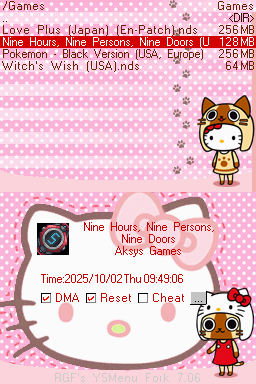 /Games Games
.. <DIR>
Love Plus (Japan) (En-Patch).nds 256MB
Nine Hours, Nine Persons, Nine Doors (U 128MB
Pokemon - Black Version (USA, Europe) 256MB
Witch's Wish (USA).nds 64MB
Nine Hours, Nine Persons,
Nine Doors
Aksys Games
Time:2025/10/02Thu 09:49:06
DMA Reset Cheat ...
RGF's YSMenu Fork 7.06